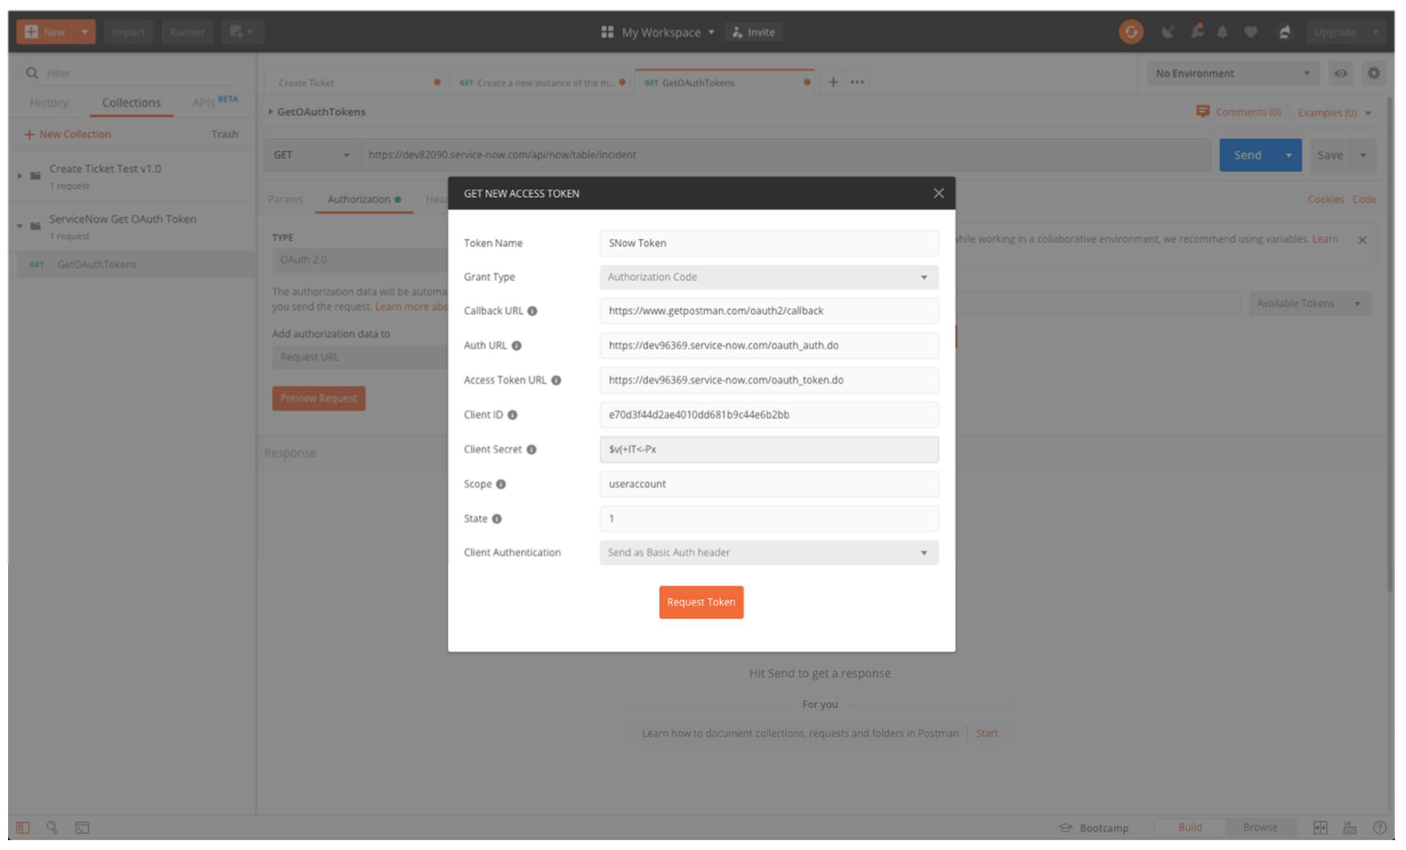 New
Import
Runner
My Workspace
Invite
Upgrade
Filter
History
Collections
APIs BETA
+ New Collection
Trash
Create Ticket Test v1.0
1 request
ServiceNow Get OAuth Token
1 request
GET GetOAuthTokens
Create Ticket
GET Create a new instance of the m...
GET GetOAuthTokens
No Environment
GetOAuthTokens
Comments (0)
Examples (0)
GET
https://dev82090.service-now.com/api/now/table/incident
Send
Save
Params
Authorization
Head
Cookies
Code
TYPE
OAuth 2.0
The authorization data will be automa
you send the request. Learn more abo
Add authorization data to
Request URL
Preview Request
while working in a collaborative environment, we recommend using variables. Learn
Available Tokens
Response
GET NEW ACCESS TOKEN
Token Name
SNow Token
Grant Type
Authorization Code
Callback URL
https://www.getpostman.com/oauth2/callback
Auth URL
https://dev96369.service-now.com/oauth_auth.do
Access Token URL
https://dev96369.service-now.com/oauth_token.do
Client ID
e70d3f44d2ae4010dd681b9c44e6b2bb
Client Secret
$v(+IT<-Px
Scope
useraccount
State
1
Client Authentication
Send as Basic Auth header
Request Token
Hit Send to get a response
For you
Learn how to document collections, requests and folders in Postman
Start
Bootcamp
Build
Browse